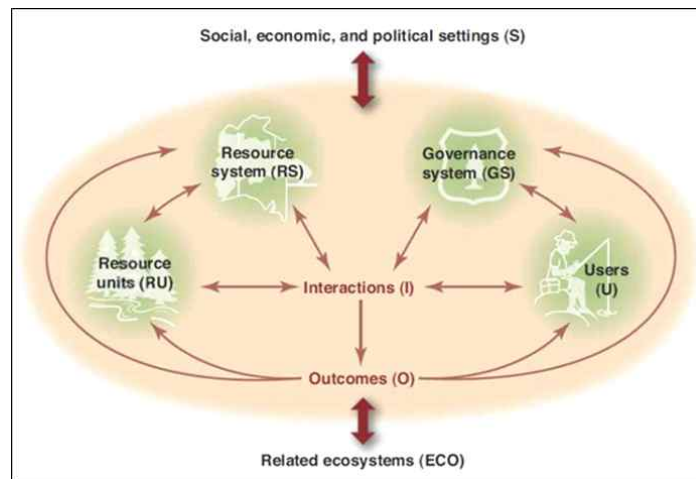 Social, economic, and political settings (S)
Resource
system (RS)
Governance
system (GS)
Resource
units (RU)
Interactions (I)
Users
(U)
Outcomes (O)
Related ecosystems (ECO)